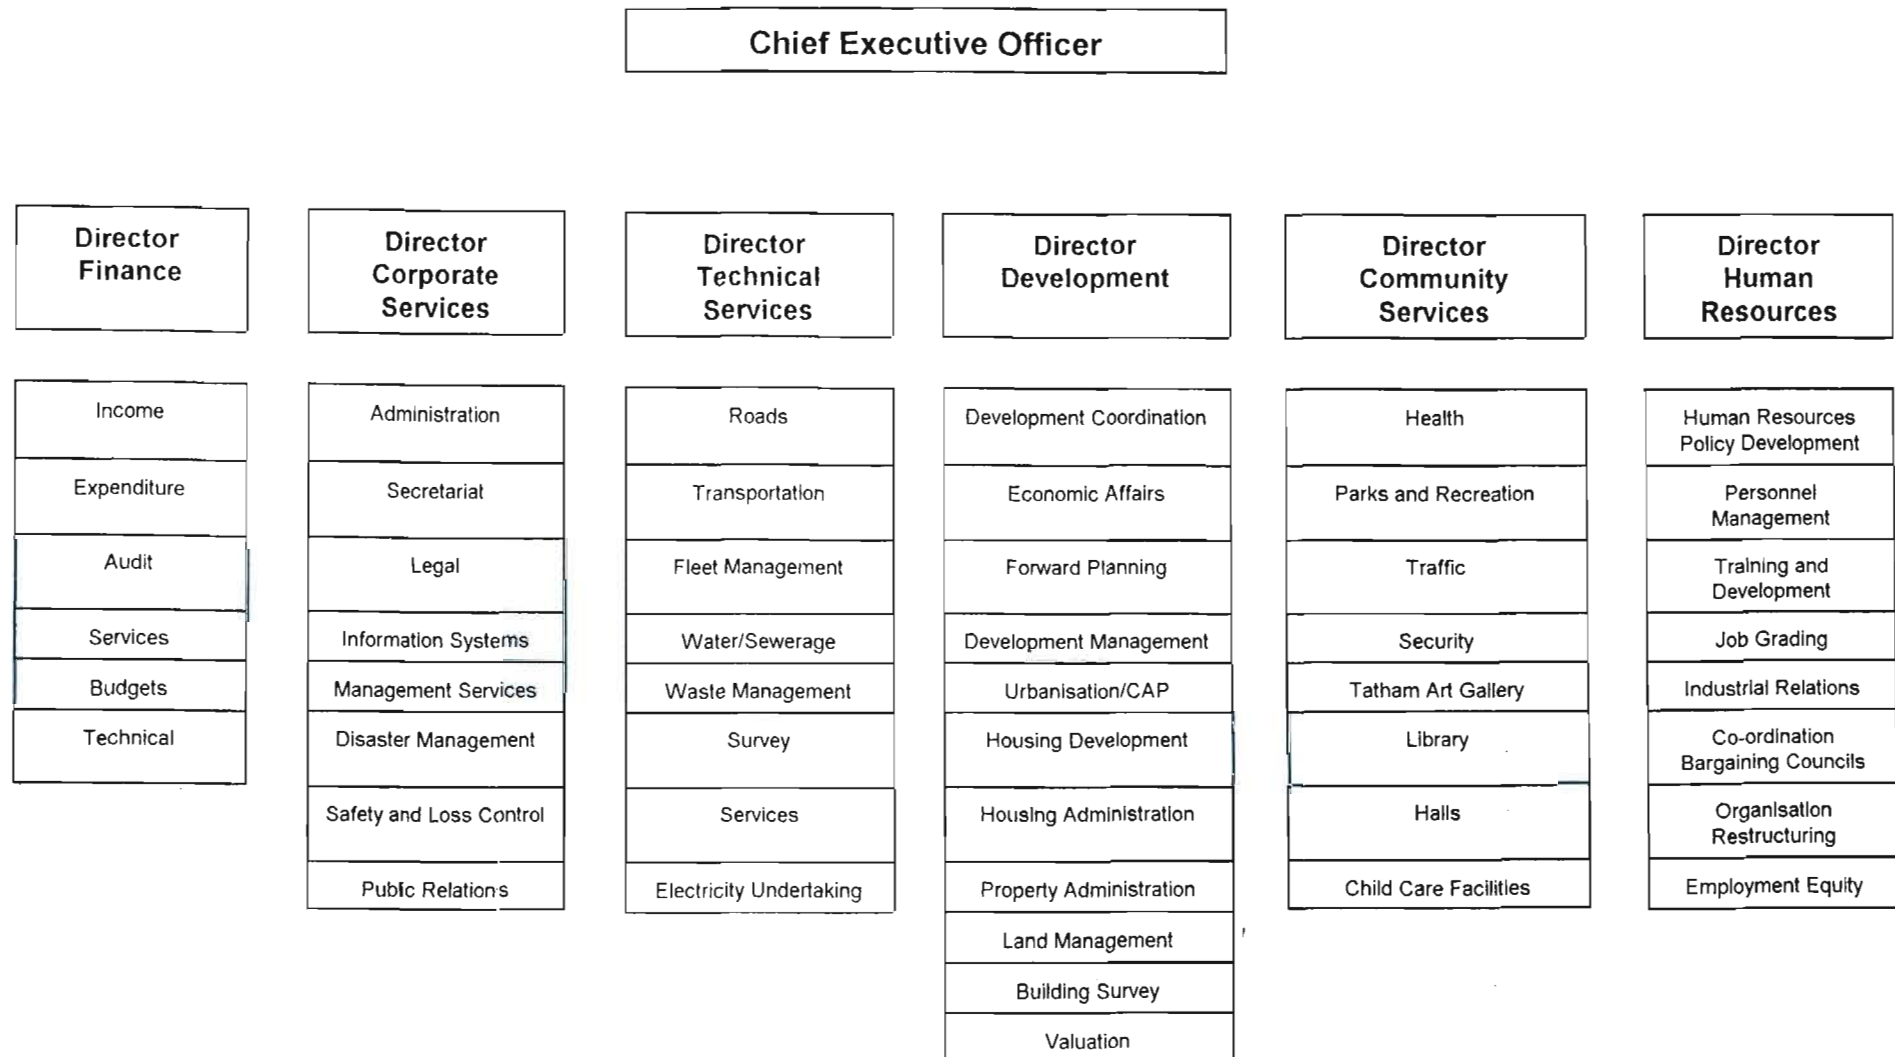 Chief Executive Officer
Director
Finance
Income
Expenditure
Audit
Services
Budgets
Technical
Director
Corporate
Services
Administration
Secretariat
Legal
Information Systems
Management Services
Disaster Management
Safety and Loss Control
Public Relations
Director
Technical
Services
Roads
Transportation
Fleet Management
Water/Sewerage
Waste Management
Survey
Services
Electricity Undertaking
Director
Development
Development Coordination
Economic Affairs
Forward Planning
Development Management
Urbanisation/CAP
Housing Development
Housing Administration
Property Administration
Land Management
Building Survey
Valuation
Director
Community
Services
Health
Parks and Recreation
Traffic
Security
Tatham Art Gallery
Library
Halls
Child Care Facilities
Director
Human
Resources
Human Resources
Policy Development
Personnel
Management
Training and
Development
Job Grading
Industrial Relations
Co-ordination
Bargaining Councils
Organisation
Restructuring
Employment Equity